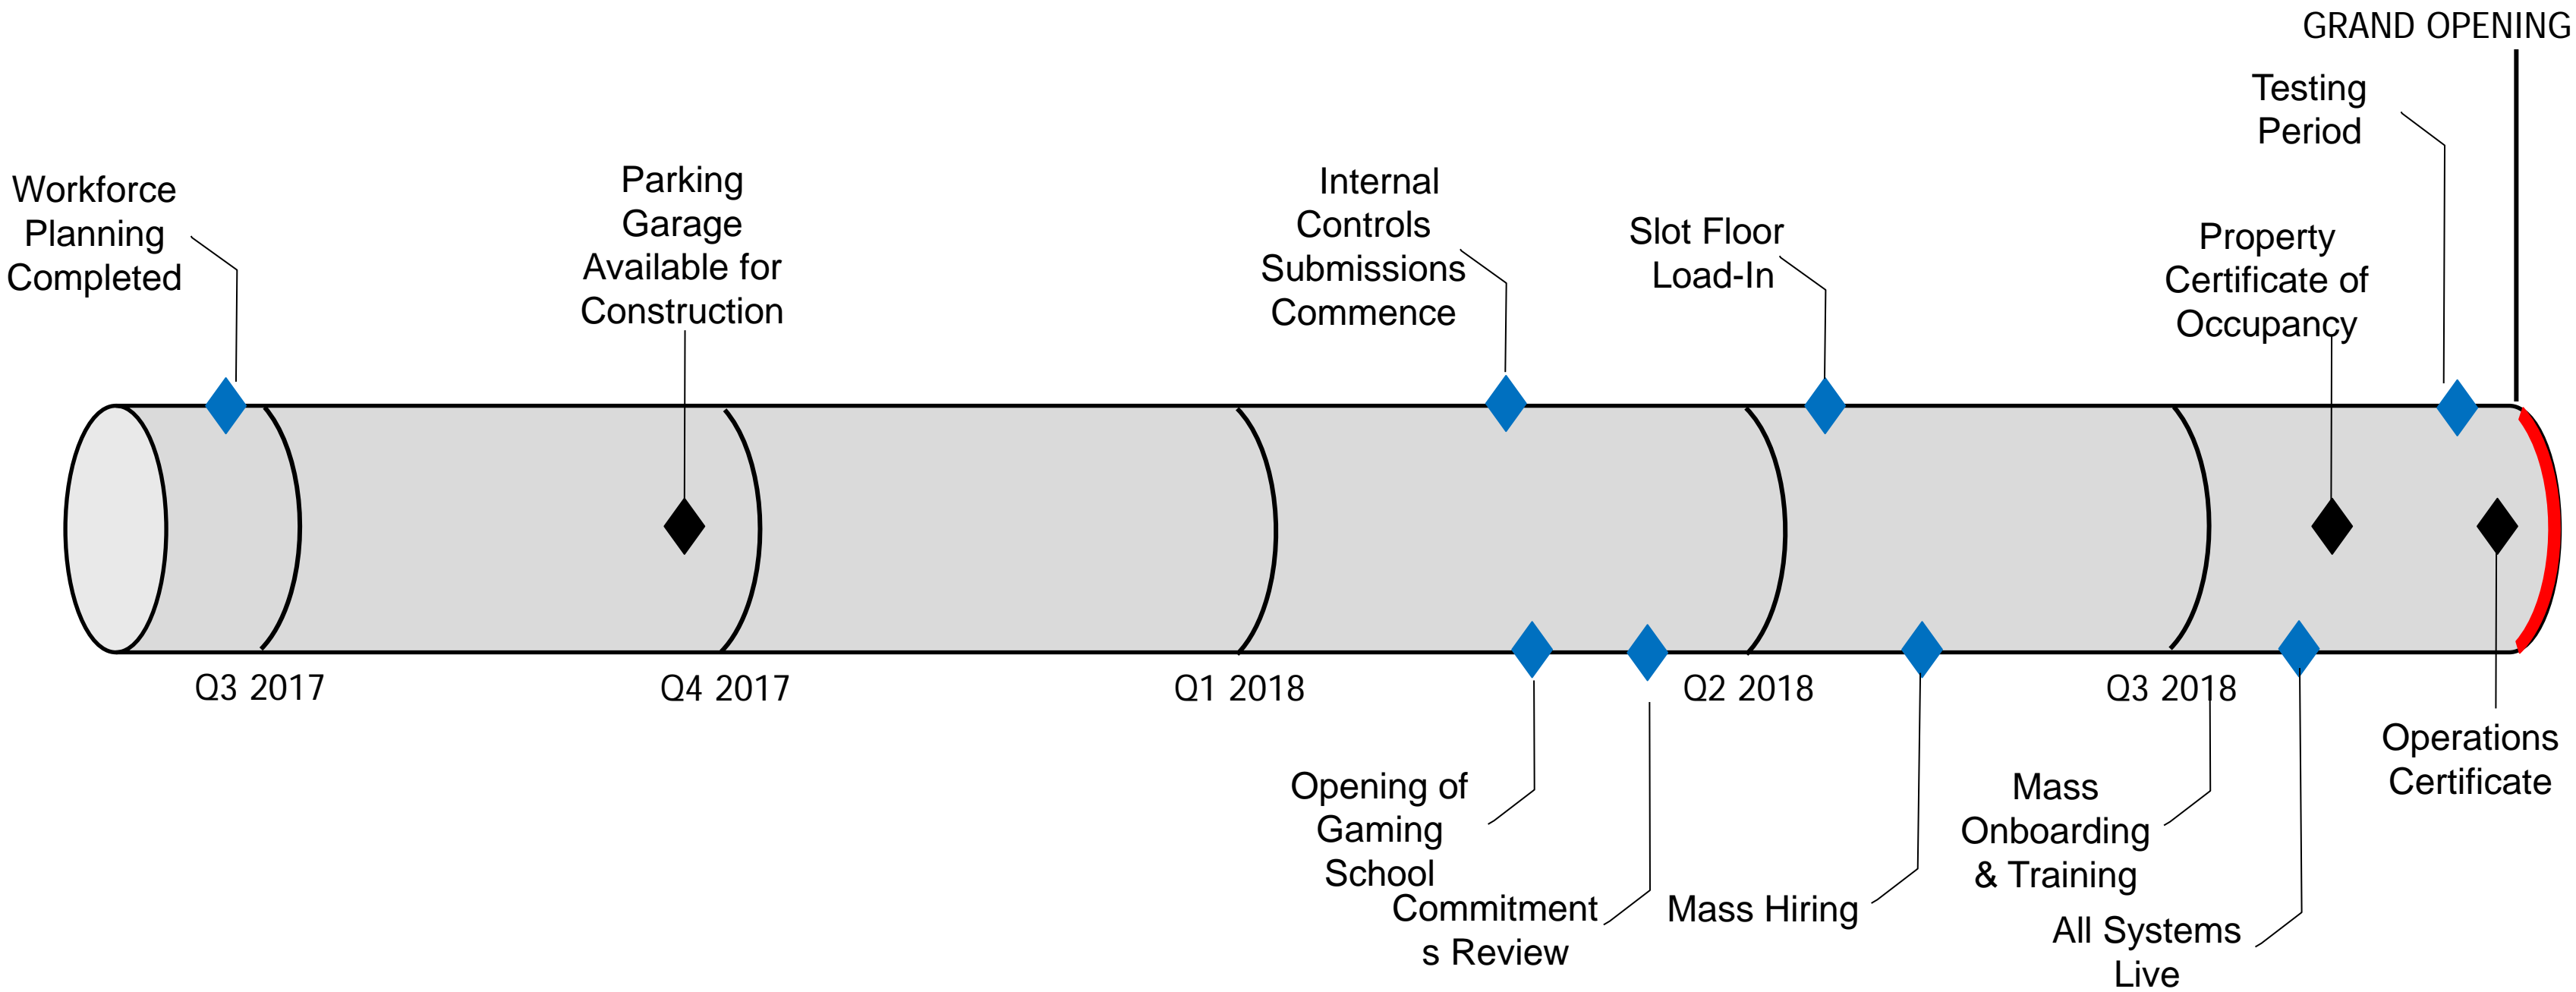 GRAND OPENING
Testing
Period
Workforce
Planning
Completed
Parking
Garage
Available for
Construction
Internal
Controls
Submissions
Commence
Slot Floor
Load-In
Property
Certificate of
Occupancy
Q3 2017
Q4 2017
Q1 2018
Q2 2018
Q3 2018
Opening of
Gaming
School
Commitment
s Review
Mass Hiring
Mass
Onboarding
& Training
All Systems
Live
Operations
Certificate